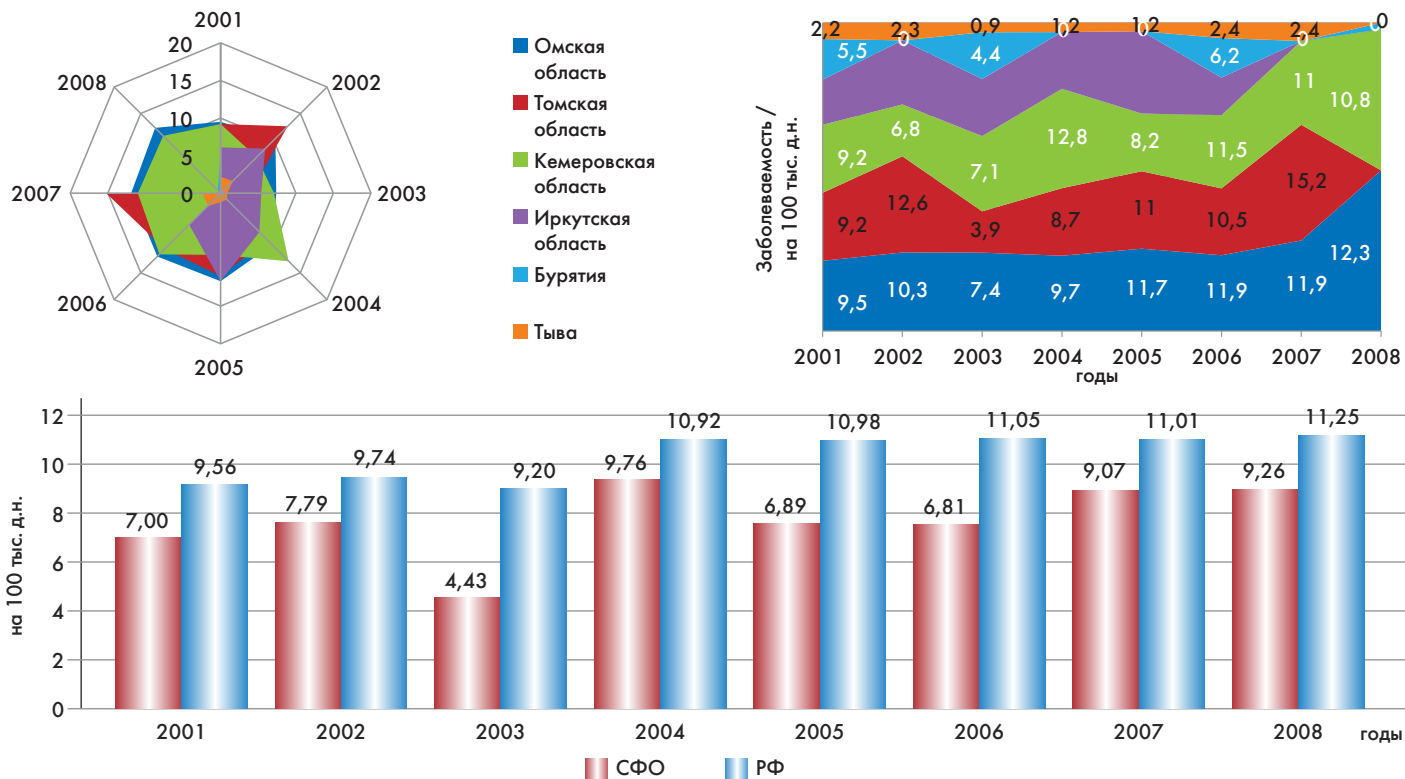 2001
2002
2003
2004
2005
2006
2007
2008
20
15
10
5
0
Омская
область
Томская
область
Кемеровская
область
Иркутская
область
Бурятия
Тыва
Заболеваемость /
на 100 тыс. д.н.
2,2 2,3 0,9 1,2 1,2 2,4 2,4 0
5,5 0 4,4 0 0 6,2 0 0
9,2 6,8 7,1 12,8 8,2 11,5 11 10,8
9,2 12,6 3,9 8,7 11 10,5 15,2
9,5 10,3 7,4 9,7 11,7 11,9 11,9 12,3
2001 2002 2003 2004 2005 2006 2007 2008
годы
на 100 тыс. д.н.
12
10
8
6
4
2
0
7,00 9,56 7,79 9,74 4,43 9,20 9,76 10,92 6,89 10,98 6,81 11,05 9,07 11,01 9,26 11,25
2001 2002 2003 2004 2005 2006 2007 2008 годы
СФО РФ